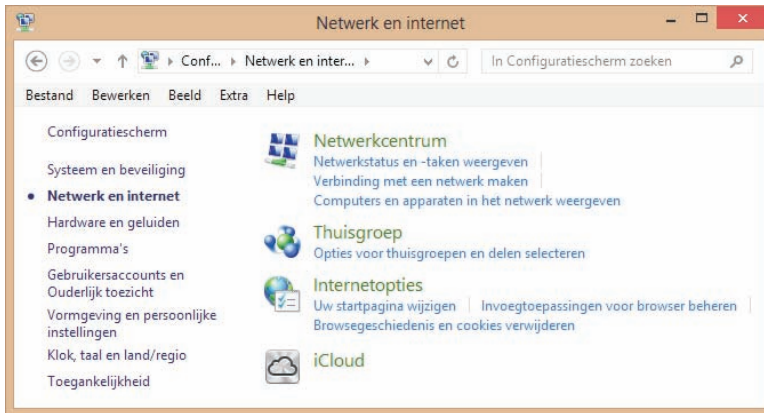 Netwerk en internet
Conf... Netwerk en inter... In Configuratiescherm zoeken
Bestand Bewerken Beeld Extra Help
Configuratiescherm
Systeem en beveiliging
Netwerk en internet
Hardware en geluiden
Programma's
Gebruikersaccounts en
Ouderlijk toezicht
Vormgeving en persoonlijke
instellingen
Klok, taal en land/regio
Toegankelijkheid
Netwerkcentrum
Netwerkstatus en -taken weergeven
Verbinding met een netwerk maken
Computers en apparaten in het netwerk weergeven
Thuisgroep
Opties voor thuisgroepen en delen selecteren
Internetopties
Uw startpagina wijzigen Invoegtoepassingen voor browser beheren
Browsegeschiedenis en cookies verwijderen
iCloud